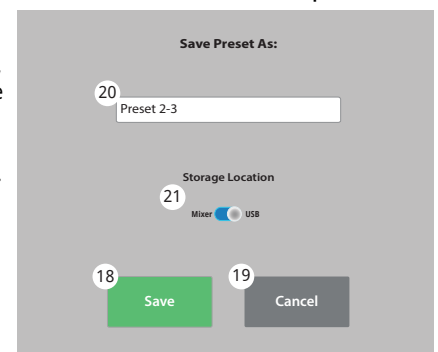 Save Preset As:
20
Preset 2-3
Storage Location
21
Mixer USB
18 19
Save Cancel